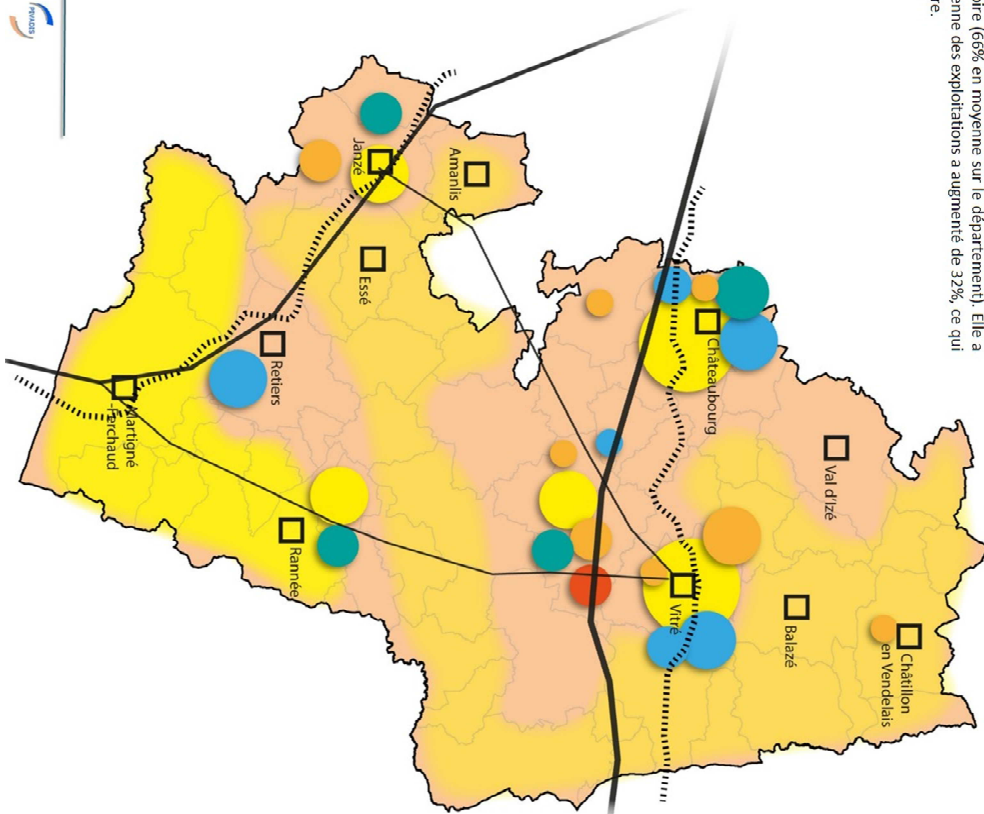 oire (66% en moyenne sur le département). Elle a
enne des exploitations a augmenté de 32%, ce qui
re.
Châtillon
en Vendelais
Val d'Izé
Balazé
Châteaubourg
Vitré
Amanlis
Janzé
Essé
Retiers
Rannée
Martigné
-Ferchaud